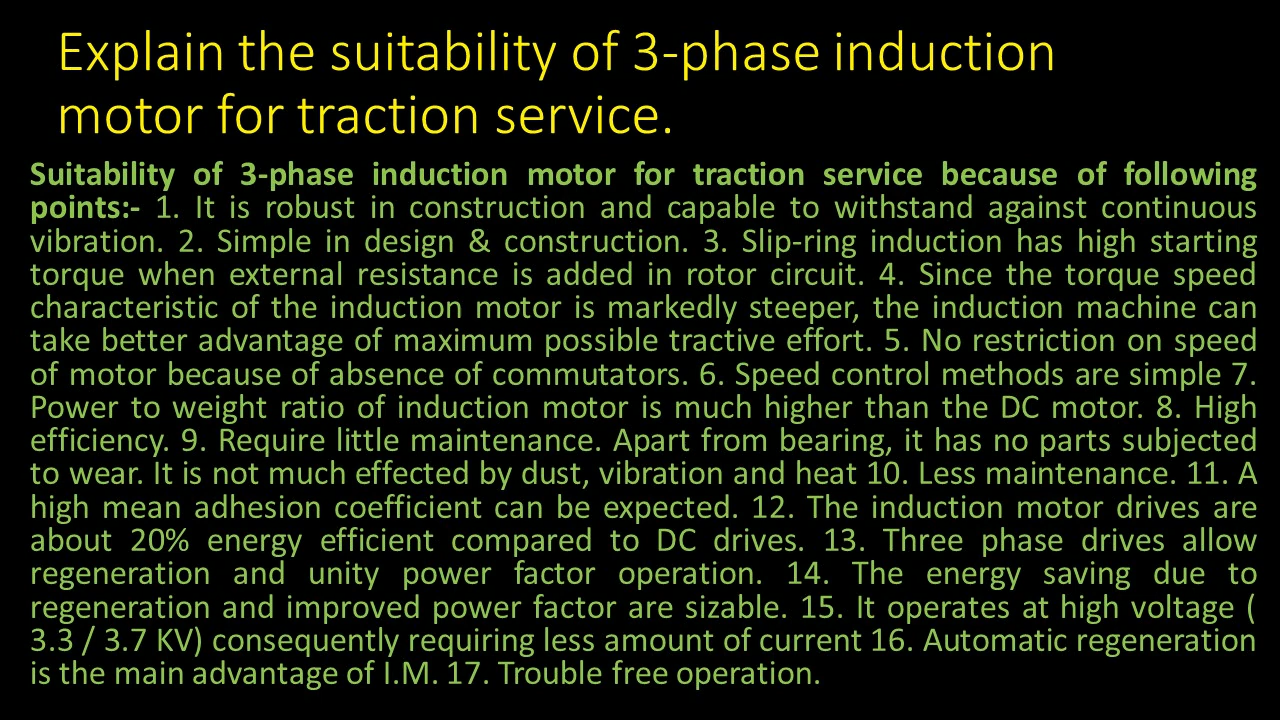 Explain the suitability of 3-phase induction
motor for traction service.
Suitability of 3-phase induction motor for traction service because of following
points:- 1. It is robust in construction and capable to withstand against continuous
vibration. 2. Simple in design & construction. 3. Slip-ring induction has high starting
torque when external resistance is added in rotor circuit. 4. Since the torque speed
characteristic of the induction motor is markedly steeper, the induction machine can
take better advantage of maximum possible tractive effort. 5. No restriction on speed
of motor because of absence of commutators. 6. Speed control methods are simple 7.
Power to weight ratio of induction motor is much higher than the DC motor. 8. High
efficiency. 9. Require little maintenance. Apart from bearing, it has no parts subjected
to wear. It is not much effected by dust, vibration and heat 10. Less maintenance. 11. A
high mean adhesion coefficient can be expected. 12. The induction motor drives are
about 20% energy efficient compared to DC drives. 13. Three phase drives allow
regeneration and unity power factor operation. 14. The energy saving due to
regeneration and improved power factor are sizable. 15. It operates at high voltage (
3.3 / 3.7 KV) consequently requiring less amount of current 16. Automatic regeneration
is the main advantage of I.M. 17. Trouble free operation.